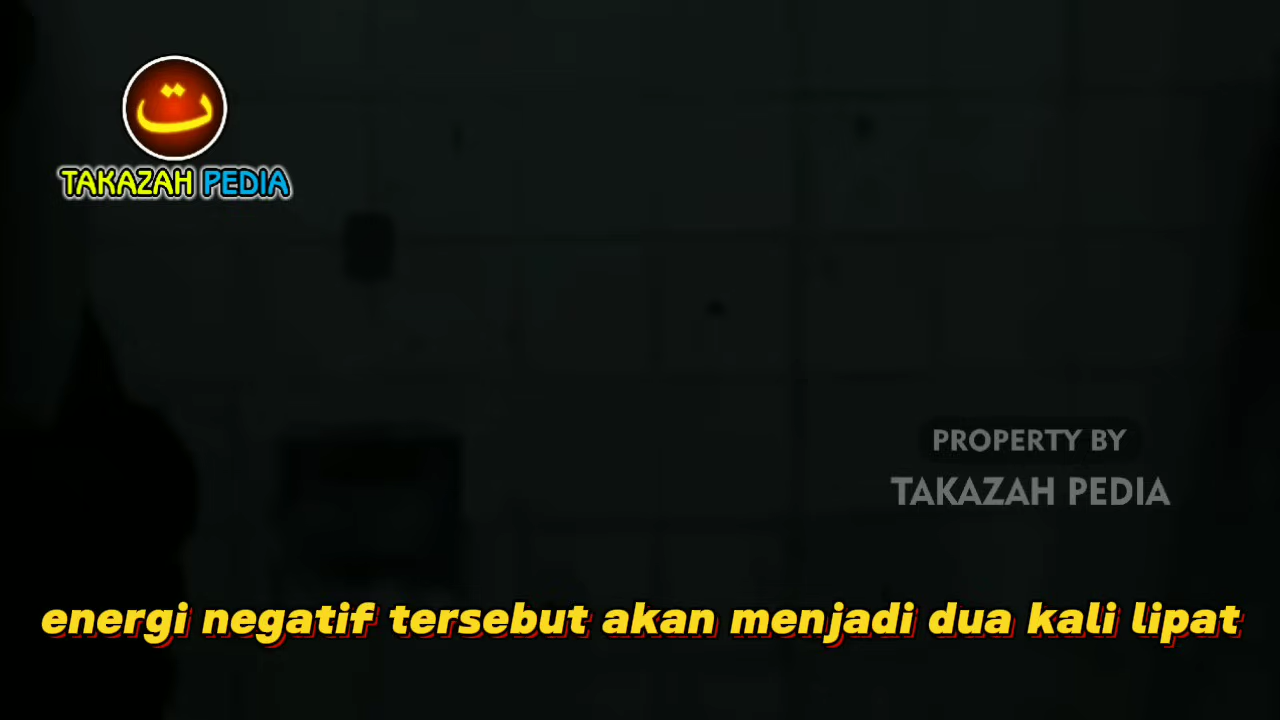 ت
TAKAZAH PEDIA
PROPERTY BY
TAKAZAH PEDIA
energi negatif tersebut akan menjadi dua kali lipat